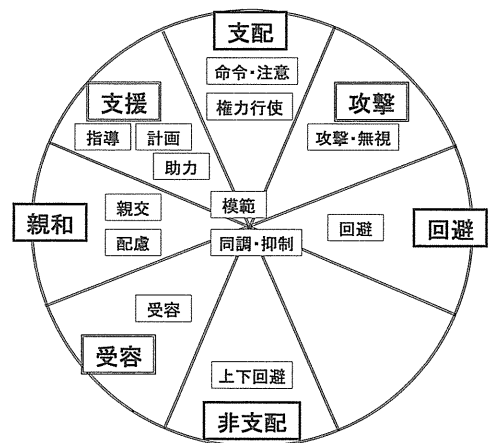 支配
命令・注意
権力行使
支援
指導
計画
助力
攻撃
攻撃・無視
親和
親交
配慮
模範
同調・抑制
回避
回避
受容
受容
上下回避
非支配